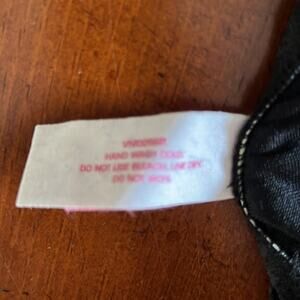 HAND WASH COLD
DO NOT USE BLEACH, LINE DRY
DO NOT IRON